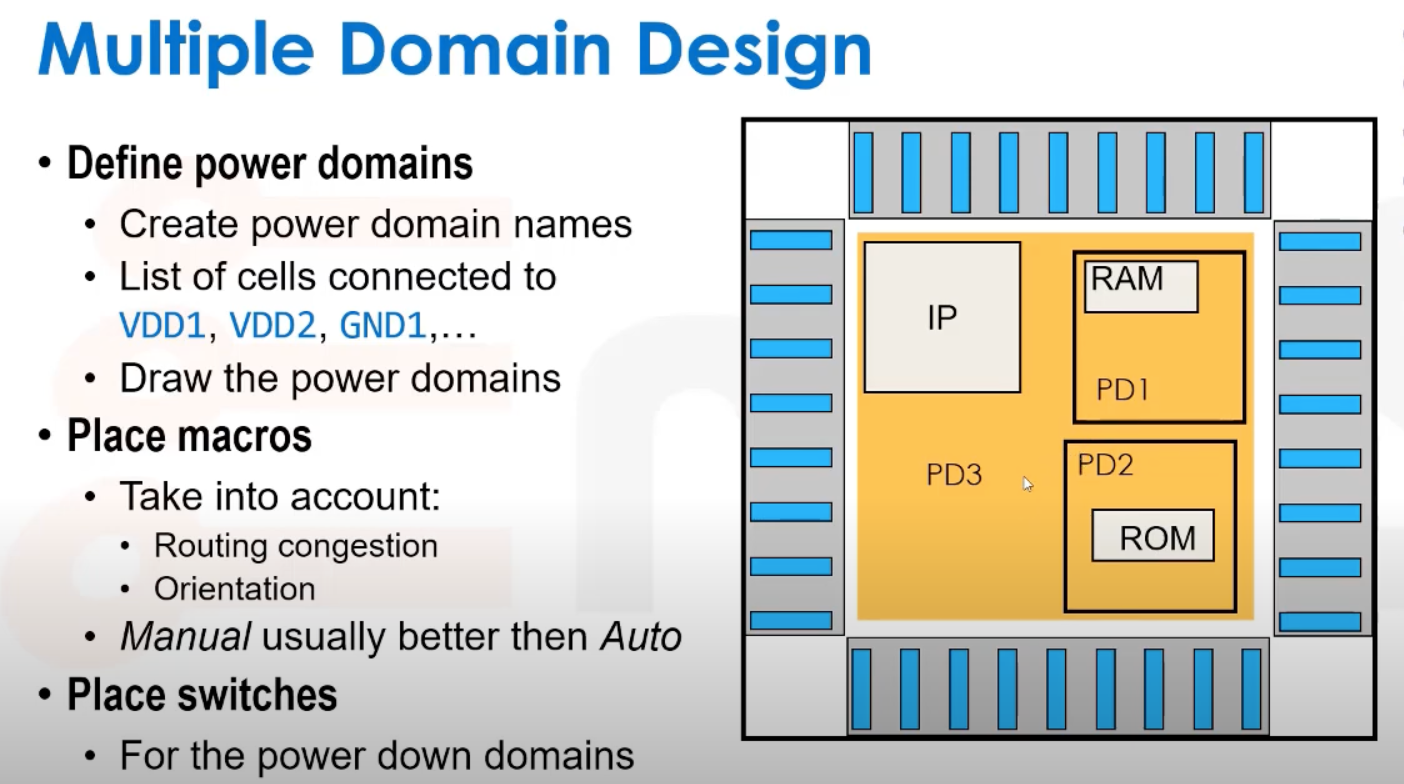 Multiple Domain Design
• Define power domains
• Create power domain names
• List of cells connected to
VDD1, VDD2, GND1,…
• Draw the power domains
• Place macros
• Take into account:
• Routing congestion
• Orientation
• Manual usually better then Auto
• Place switches
• For the power down domains
IP
RAM
PD1
PD2
PD3
ROM